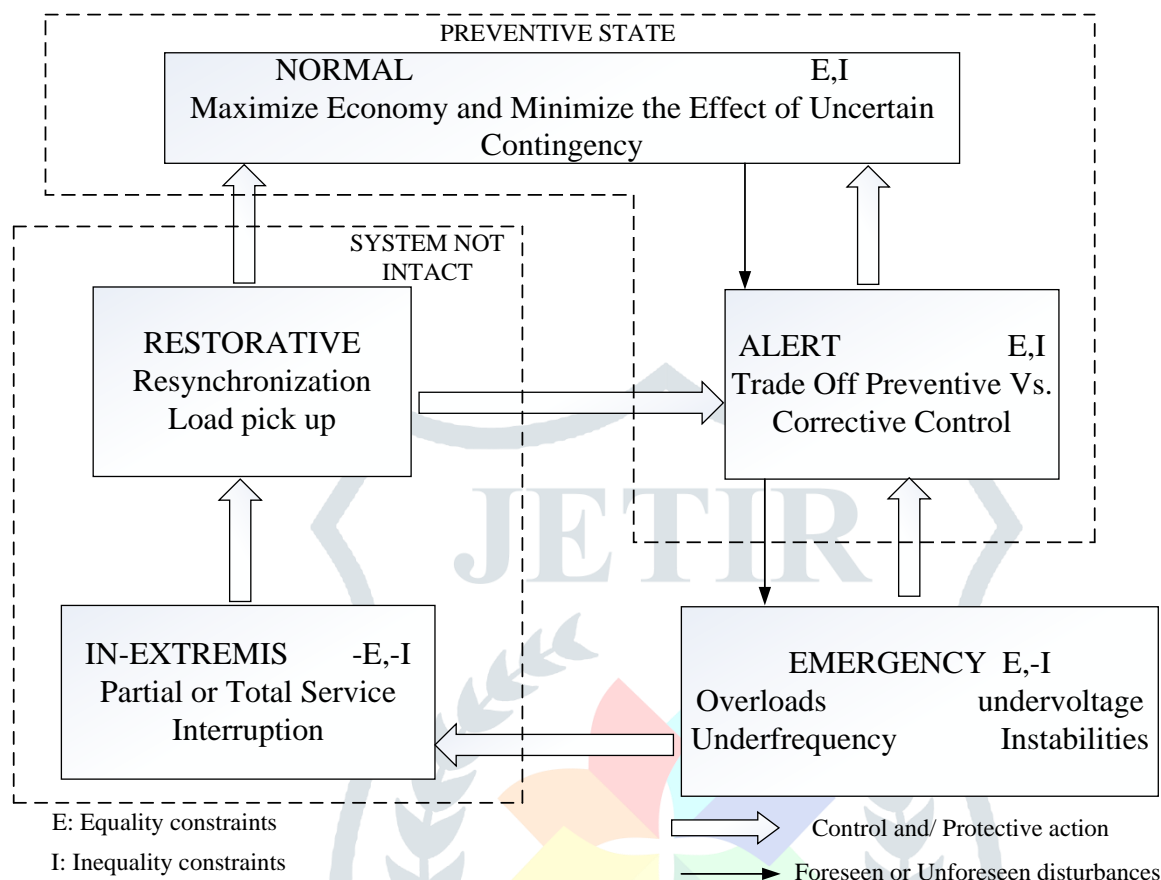 PREVENTIVE STATE
NORMAL E,I
Maximize Economy and Minimize the Effect of Uncertain
Contingency
SYSTEM NOT
INTACT
RESTORATIVE
Resynchronization
Load pick up
ALERT E,I
Trade Off Preventive Vs.
Corrective Control
JETIR
IN-EXTREMIS -E,-I
Partial or Total Service
Interruption
EMERGENCY E,-I
Overloads undervoltage
Underfrequency Instabilities
E: Equality constraints
I: Inequality constraints
Control and/ Protective action
Foreseen or Unforeseen disturbances